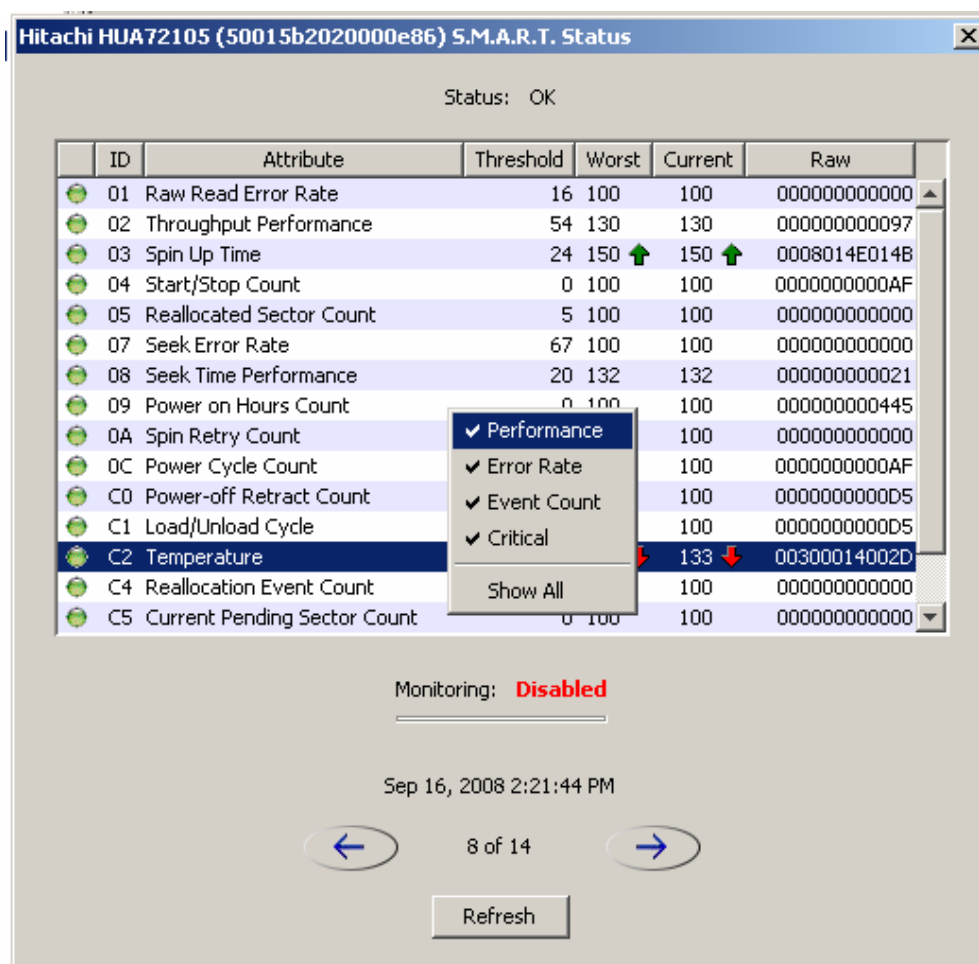 Hitachi HUA72105 (50015b2020000e86) S.M.A.R.T. Status
Status: OK
ID Attribute Threshold Worst Current Raw
01 Raw Read Error Rate 16 100 100 000000000000
02 Throughput Performance 54 130 130 000000000097
03 Spin Up Time 24 150 150 0008014E014B
04 Start/Stop Count 0 100 100 0000000000AF
05 Reallocated Sector Count 5 100 100 000000000000
07 Seek Error Rate 67 100 100 000000000000
08 Seek Time Performance 20 132 132 000000000021
09 Power on Hours Count 0 100 100 000000000445
0A Spin Retry Count 100 000000000000
0C Power Cycle Count 100 0000000000AF
C0 Power-off Retract Count 100 0000000000D5
C1 Load/Unload Cycle 100 0000000000D5
C2 Temperature 133 00300014002D
C4 Reallocation Event Count 100 000000000000
C5 Current Pending Sector Count 0 100 100 000000000000
Performance
Error Rate
Event Count
Critical
Show All
Monitoring: Disabled
Sep 16, 2008 2:21:44 PM
8 of 14
Refresh